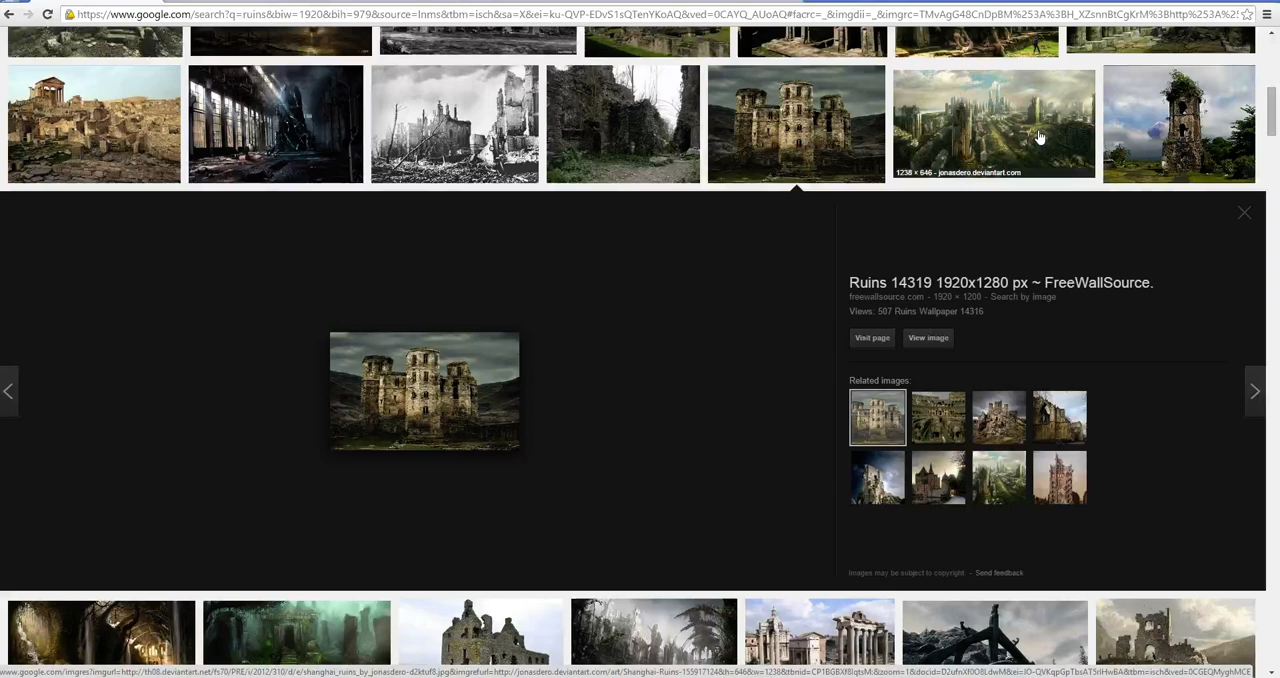 https://www.google.com/search?q=ruins&biw=1920&bih=979&source=lnms&tbm=isch&sa=X&ei=ku-QVP-EDvS1sQTenYKoAQ&ved=0CAYQ_AUoAQ#facrc=_&imgdii=_&imgrc=TMvAgG48CnDpBM%253A%3BH_XZsnnBtCgKrM%3Bhttp%253A%2
1238 × 646 - jonasdero.deviantart.com
Ruins 14319 1920x1280 px ~ FreeWallSource.
freewallsource.com - 1920 × 1200 - Search by image
Views: 507 Ruins Wallpaper 14316
Visit page
View image
Related images:
Images may be subject to copyright. - Send feedback